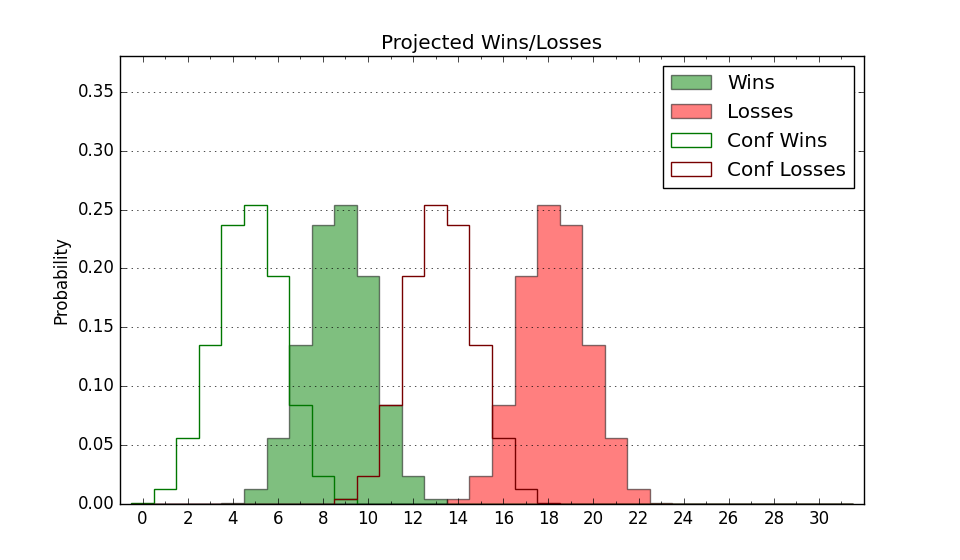 Projected Wins/Losses
Wins
Losses
Conf Wins
Conf Losses
Probability
0.35
0.30
0.25
0.20
0.15
0.10
0.05
0.00
0 2 4 6 8 10 12 14 16 18 20 22 24 26 28 30